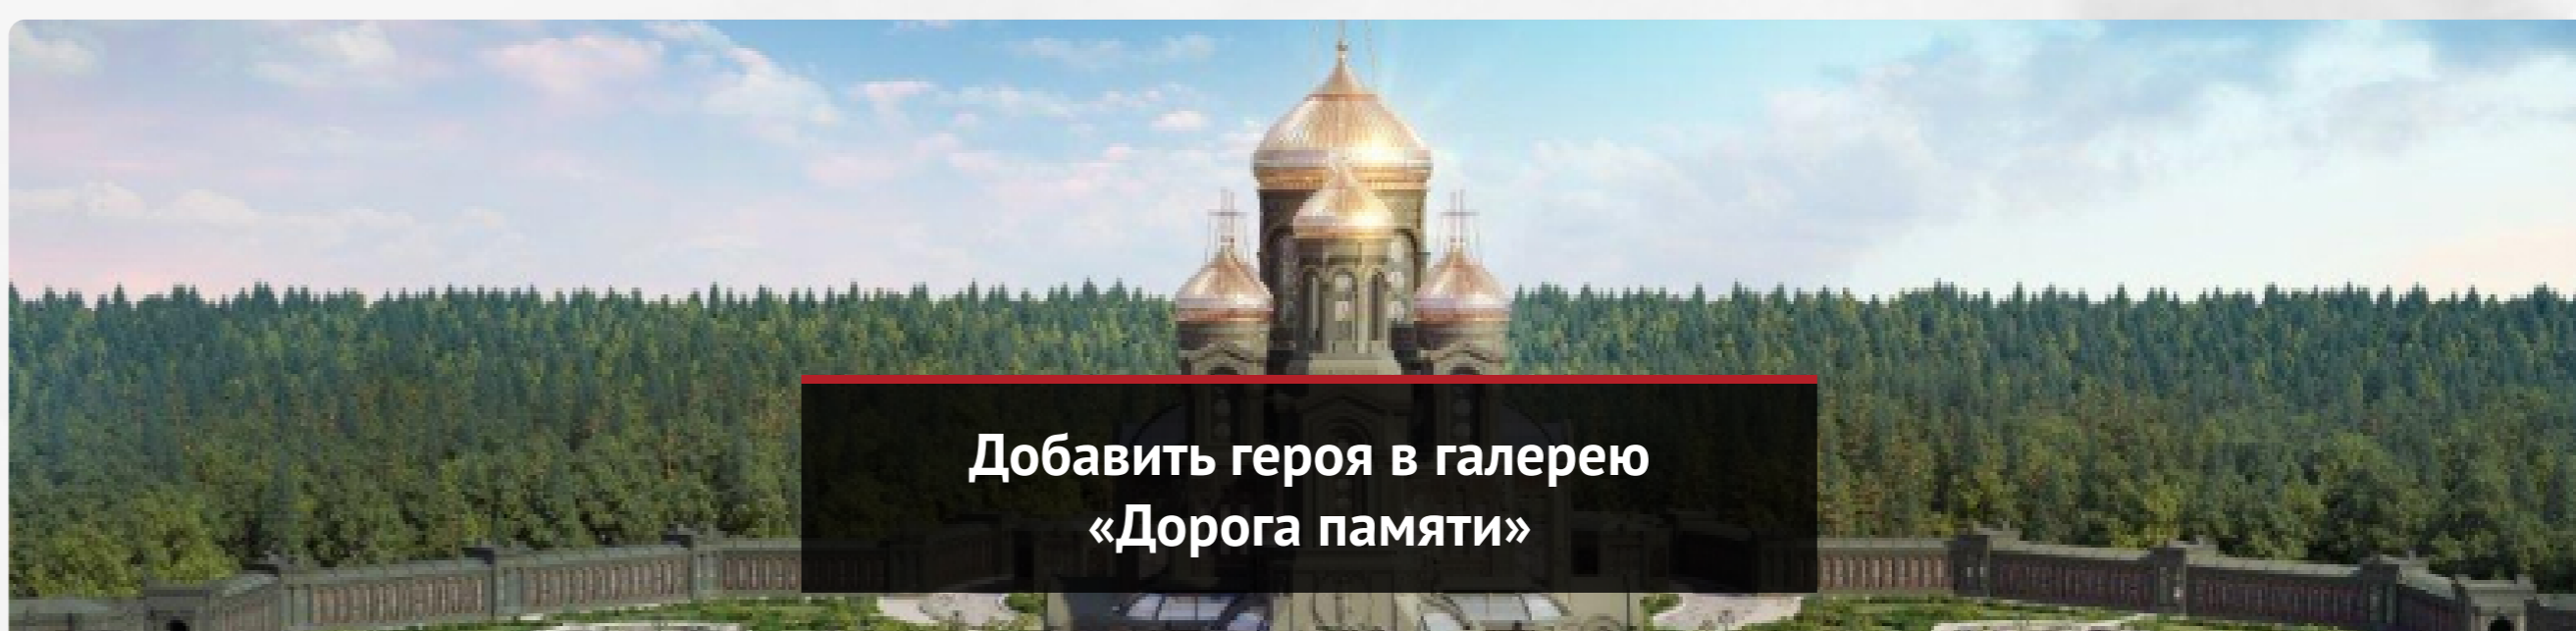 Добавить героя в галерею
«Дорога памяти»